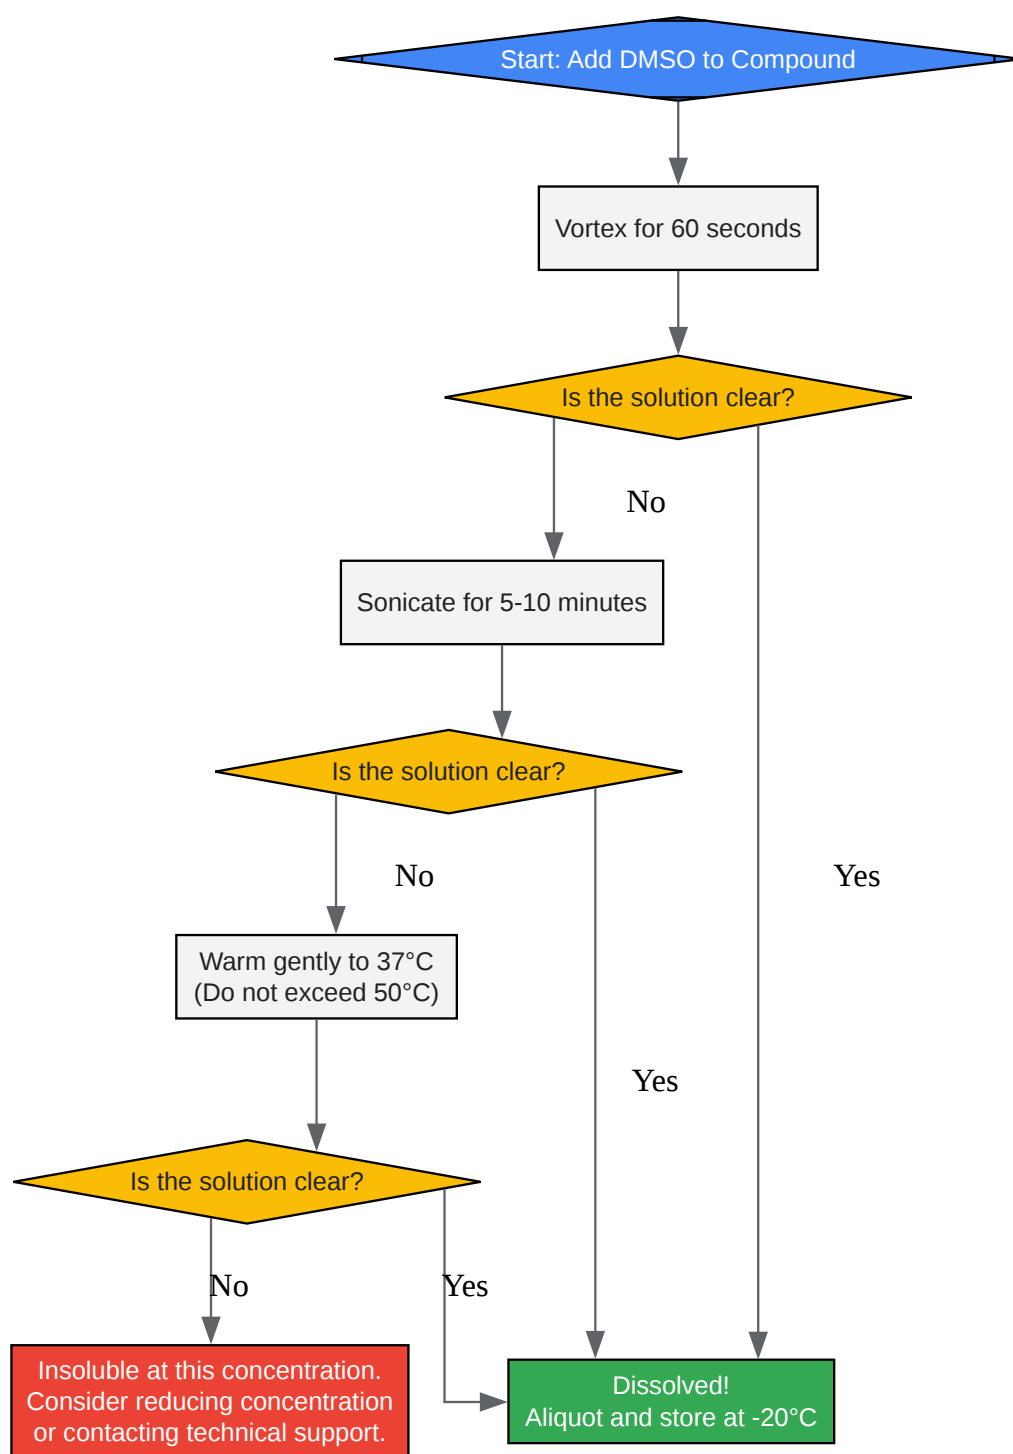 Start: Add DMSO to Compound
Vortex for 60 seconds
Is the solution clear?
No
Sonicate for 5-10 minutes
Is the solution clear?
No
Yes
Warm gently to 37°C
(Do not exceed 50°C)
Yes
Is the solution clear?
No
Yes
Insoluble at this concentration.
Consider reducing concentration
or contacting technical support.
Dissolved!
Aliquot and store at -20°C